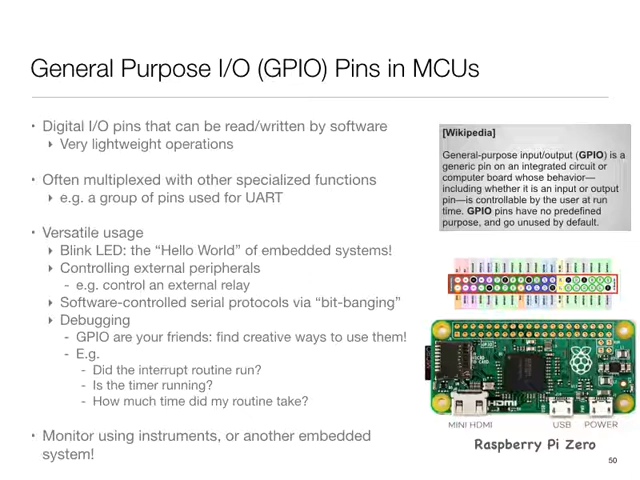 General Purpose I/O (GPIO) Pins in MCUs
• Digital I/O pins that can be read/written by software
‣ Very lightweight operations
• Often multiplexed with other specialized functions
‣ e.g. a group of pins used for UART
• Versatile usage
‣ Blink LED: the “Hello World” of embedded systems!
‣ Controlling external peripherals
- e.g. control an external relay
‣ Software-controlled serial protocols via “bit-banging”
‣ Debugging
- GPIO are your friends: find creative ways to use them!
- E.g.
- Did the interrupt routine run?
- Is the timer running?
- How much time did my routine take?
• Monitor using instruments, or another embedded
system!
[Wikipedia]
General-purpose input/output (GPIO) is a
generic pin on an integrated circuit or
computer board whose behavior—
including whether it is an input or output
pin—is controllable by the user at run
time. GPIO pins have no predefined
purpose, and go unused by default.
HDMI
MINI HDMI
USB
POWER
Raspberry Pi Zero
50